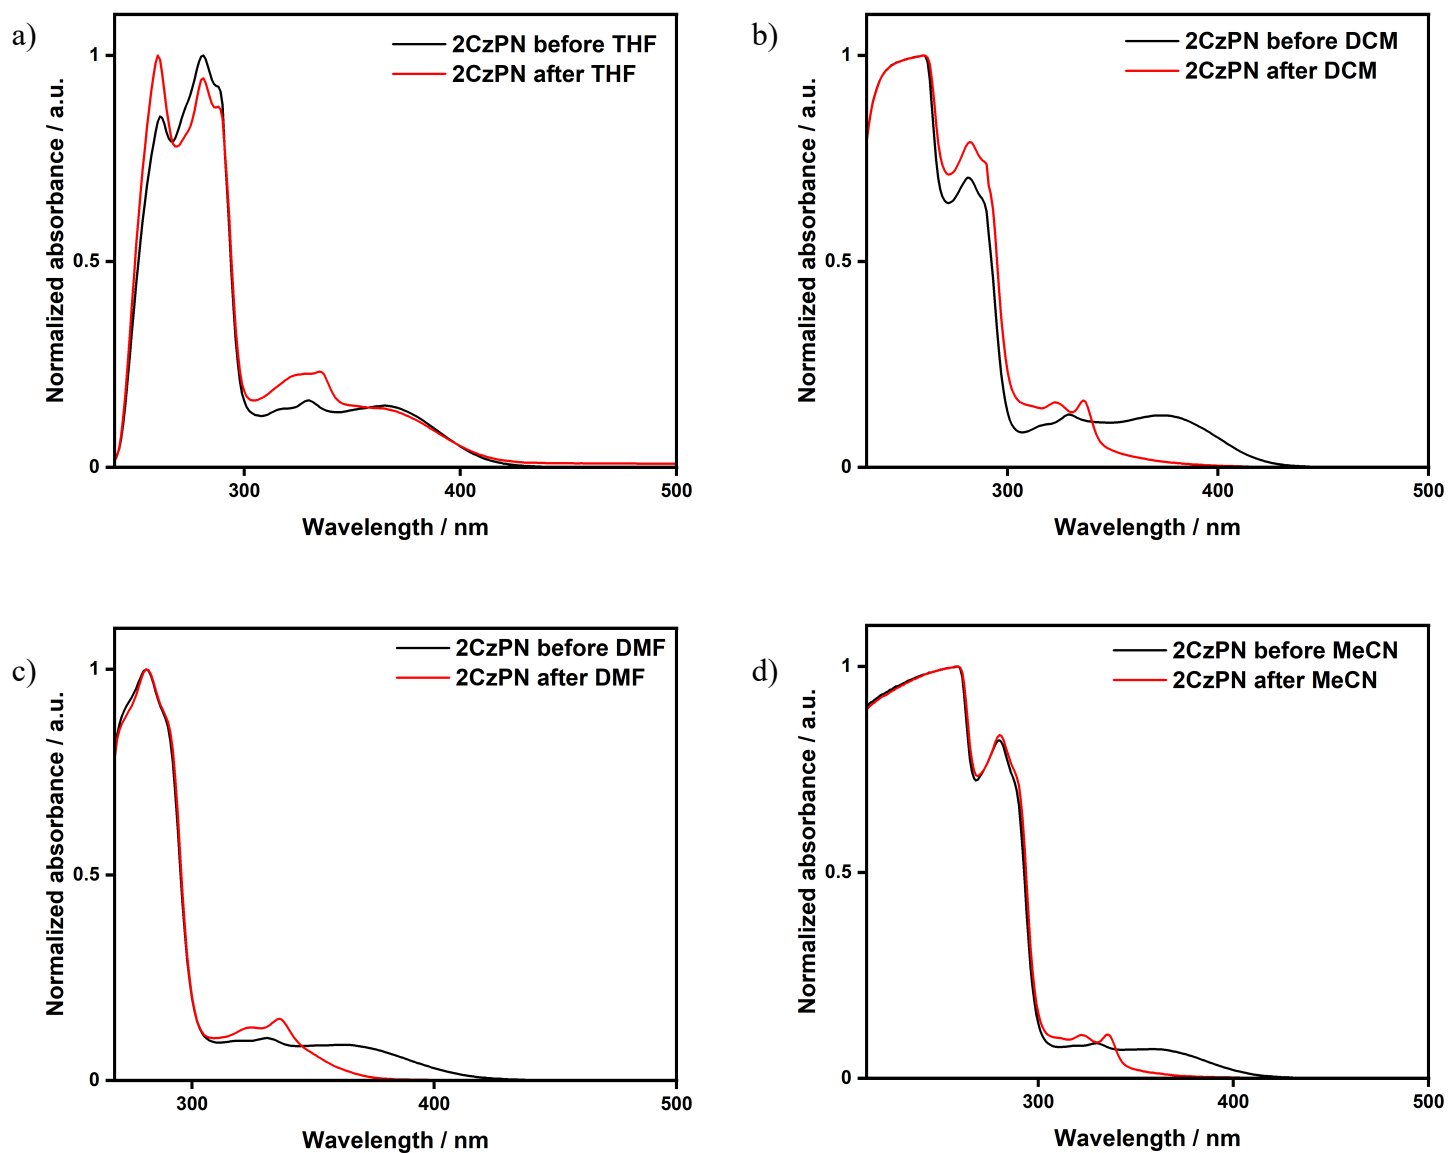 a)
2CzPN before THF
2CzPN after THF
Normalized absorbance / a.u.
1
0.5
0
300
400
500
Wavelength / nm
b)
2CzPN before DCM
2CzPN after DCM
Normalized absorbance / a.u.
1
0.5
0
300
400
500
Wavelength / nm
c)
2CzPN before DMF
2CzPN after DMF
Normalized absorbance / a.u.
1
0.5
0
300
400
500
Wavelength / nm
d)
2CzPN before MeCN
2CzPN after MeCN
Normalized absorbance / a.u.
1
0.5
0
300
400
500
Wavelength / nm